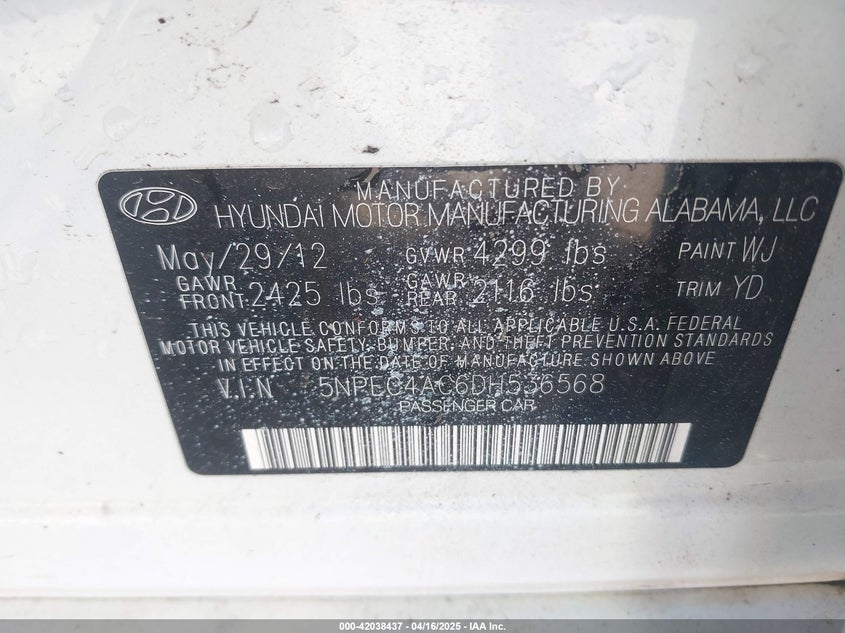 MANUFACTURED BY
HYUNDAI MOTOR MANUFACTURING ALABAMA, LLC
May/29/12 GVWR 4299 lbs PAINT WJ
GAWR FRONT 2425 lbs GAWR REAR 2116 lbs TRIM YD
THIS VEHICLE CONFORMS TO ALL APPLICABLE U.S.A. FEDERAL
MOTOR VEHICLE SAFETY, BUMPER, AND THEFT PREVENTION STANDARDS
IN EFFECT ON THE DATE OF MANUFACTURE SHOWN ABOVE
V.I.N 5NPEC4AC6DH536568
PASSENGER CAR
000-42038437 - 04/16/2025 - IAA Inc.